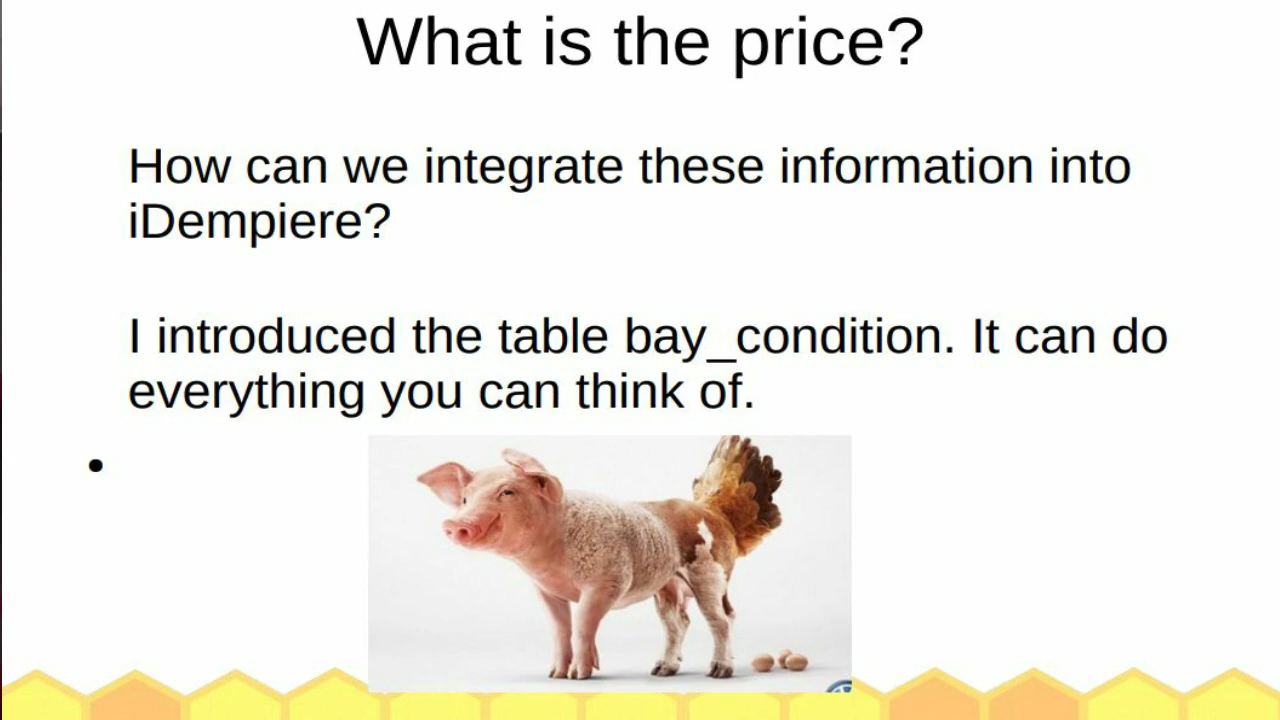 What is the price?
How can we integrate these information into
iDempiere?
I introduced the table bay_condition. It can do
everything you can think of.